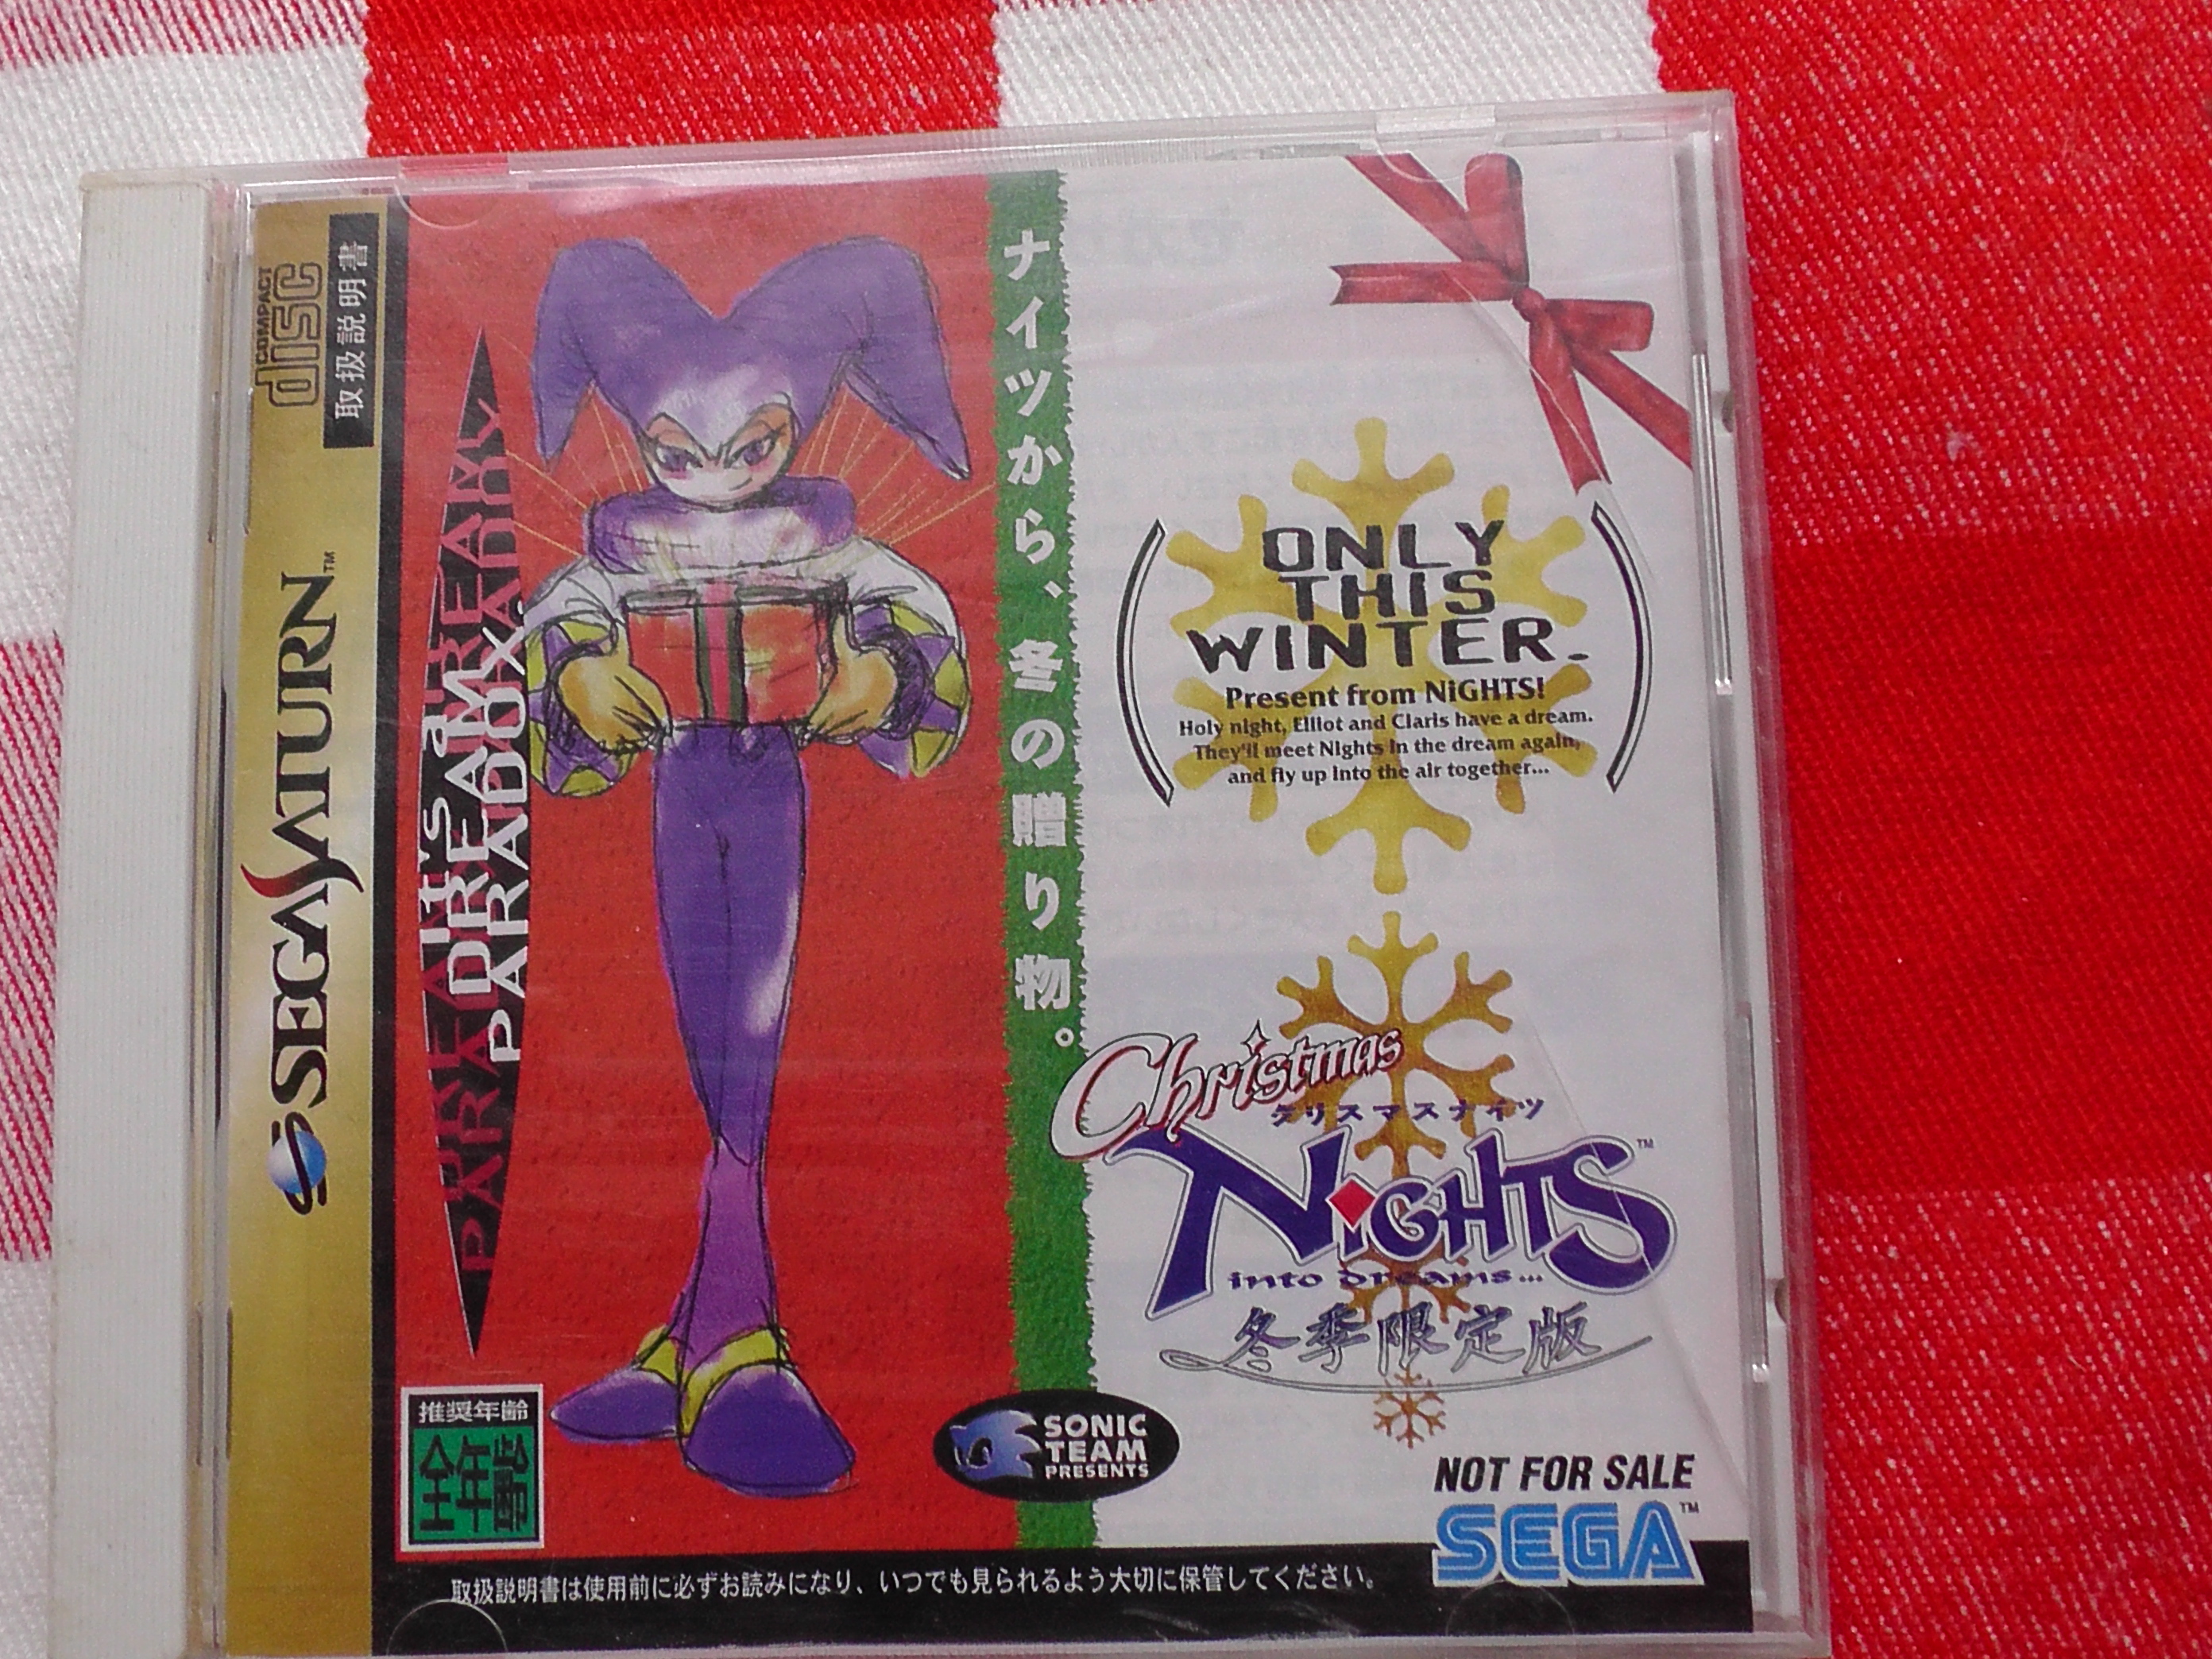 COMPACT
disc
取扱説明書
SEGA SATURN™
IT'S A
DREAMY
PARADOX.
ナイツから、冬の贈り物。
ONLY
THIS
WINTER.
Present from NiGHTS!
Holy night, Elliot and Claris have a dream.
They'll meet Nights in the dream again,
and fly up into the air together...
Christmas
クリスマスナイツ
NiGHTS™
into dreams...
冬季限定版
推奨年齢
全年齢
SONIC
TEAM
PRESENTS
NOT FOR SALE
SEGA™
取扱説明書は使用前に必ずお読みになり、いつでも見られるよう大切に保管してください。